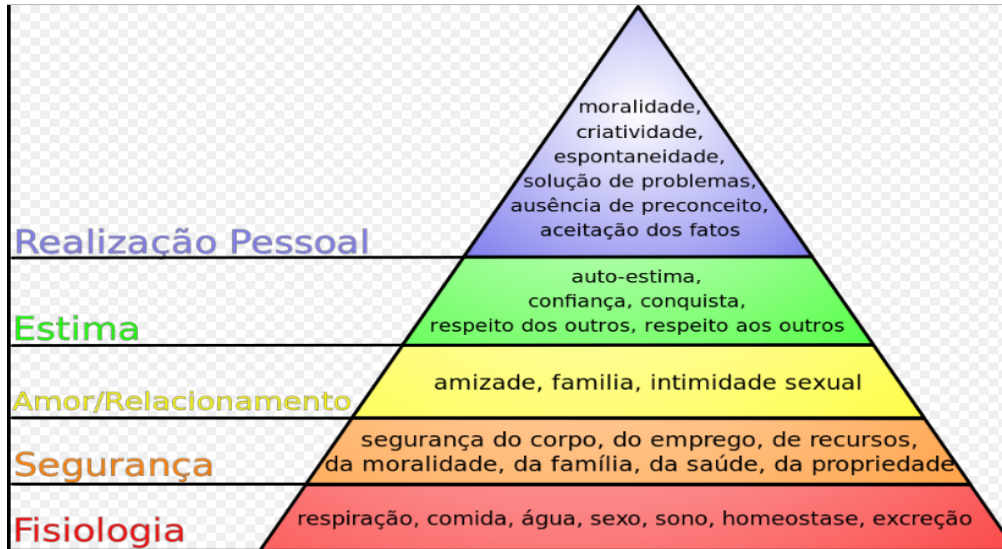 moralidade,
criatividade,
espontaneidade,
solução de problemas,
ausência de preconceito,
aceitação dos fatos
Realização Pessoal
auto-estima,
confiança, conquista,
respeito dos outros, respeito aos outros
Estima
amizade, familia, intimidade sexual
Amor/Relacionamento
segurança do corpo, do emprego, de recursos,
da moralidade, da família, da saúde, da propriedade
Segurança
respiração, comida, água, sexo, sono, homeostase, excreção
Fisiologia